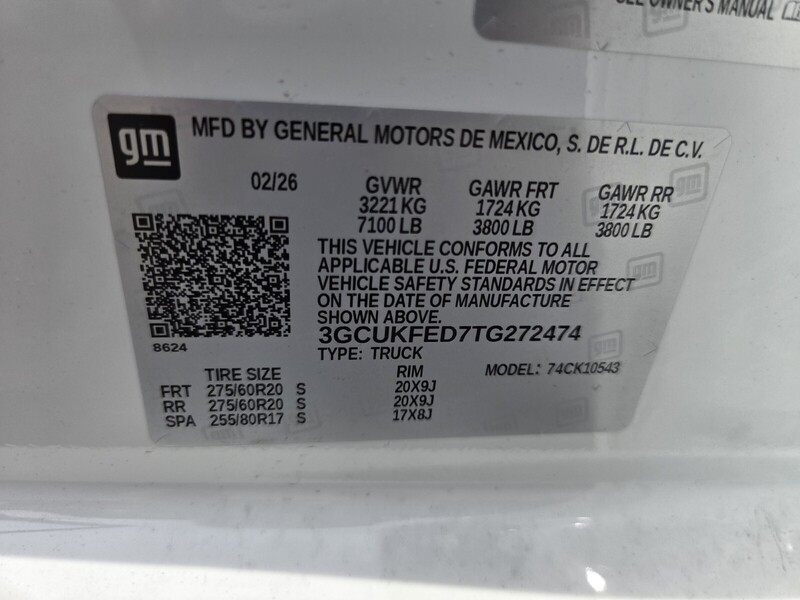 SEE OWNER'S MANUAL
gm MFD BY GENERAL MOTORS DE MEXICO, S. DE R.L. DE C.V.
02/26 GVWR GAWR FRT GAWR RR
3221 KG 1724 KG 1724 KG
7100 LB 3800 LB 3800 LB
THIS VEHICLE CONFORMS TO ALL
APPLICABLE U.S. FEDERAL MOTOR
VEHICLE SAFETY STANDARDS IN EFFECT
ON THE DATE OF MANUFACTURE
SHOWN ABOVE.
3GCUKFED7TG272474
8624
TYPE: TRUCK
TIRE SIZE RIM MODEL: 74CK10543
FRT 275/60R20 S 20X9J
RR 275/60R20 S 20X9J
SPA 255/80R17 S 17X8J